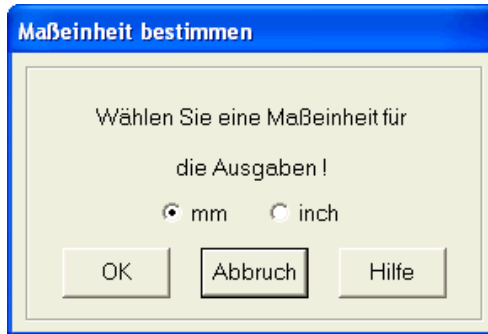 Maßeinheit bestimmen
Wählen Sie eine Maßeinheit für
die Ausgaben !
mm inch
OK Abbruch Hilfe